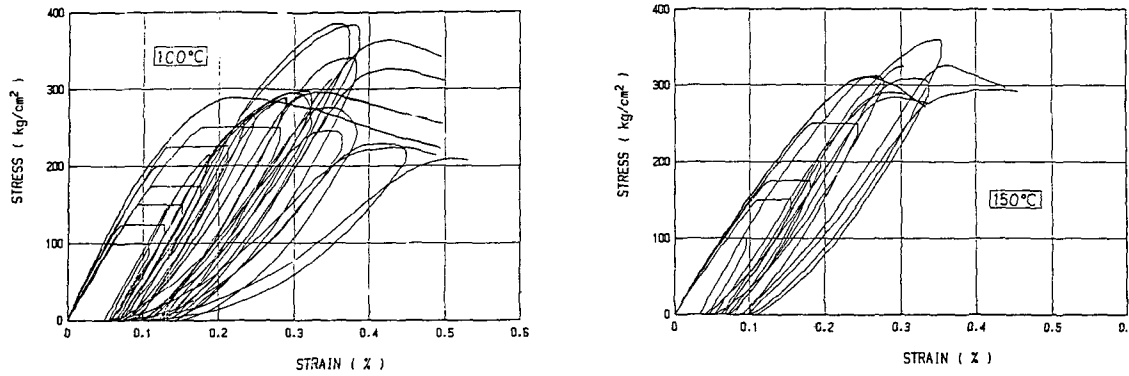 400
300
200
100
0
STRESS ( kg/cm²)
100°C
0 0.1 0.2 0.3 0.4 0.5 0.6
STRAIN ( % )
400
300
200
100
0
STRESS ( kg/cm²)
150°C
0 0.1 0.2 0.3 0.4 0.5 0.
STRAIN ( % )